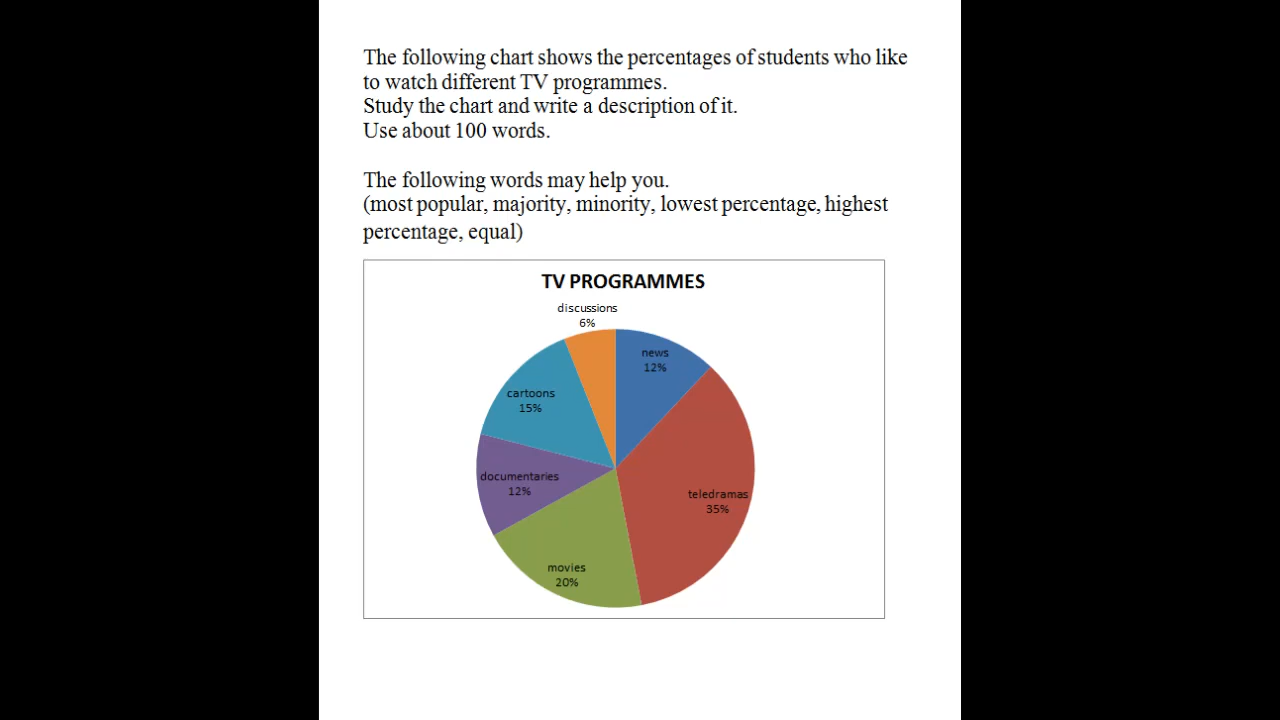 The following chart shows the percentages of students who like
to watch different TV programmes.
Study the chart and write a description of it.
Use about 100 words.
The following words may help you.
(most popular, majority, minority, lowest percentage, highest
percentage, equal)
TV PROGRAMMES
discussions
6%
news
12%
cartoons
15%
documentaries
12%
teledramas
35%
movies
20%